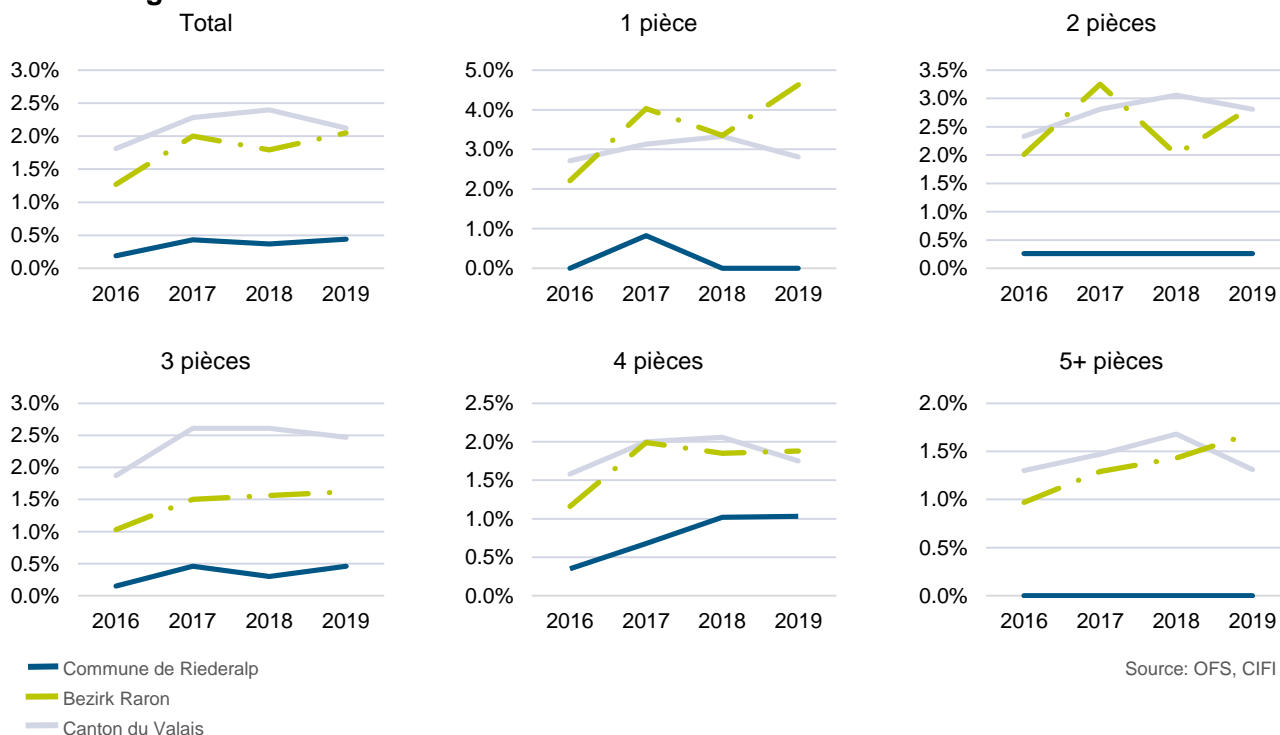 Total
1 pièce
2 pièces
3.0%
2.5%
2.0%
1.5%
1.0%
0.5%
0.0%
2016 2017 2018 2019
5.0%
4.0%
3.0%
2.0%
1.0%
0.0%
2016 2017 2018 2019
3.5%
3.0%
2.5%
2.0%
1.5%
1.0%
0.5%
0.0%
2016 2017 2018 2019
3 pièces
4 pièces
5+ pièces
3.0%
2.5%
2.0%
1.5%
1.0%
0.5%
0.0%
2016 2017 2018 2019
2.5%
2.0%
1.5%
1.0%
0.5%
0.0%
2016 2017 2018 2019
2.0%
1.5%
1.0%
0.5%
0.0%
2016 2017 2018 2019
Commune de Riederalp
Bezirk Raron
Canton du Valais
Source: OFS, CIFI